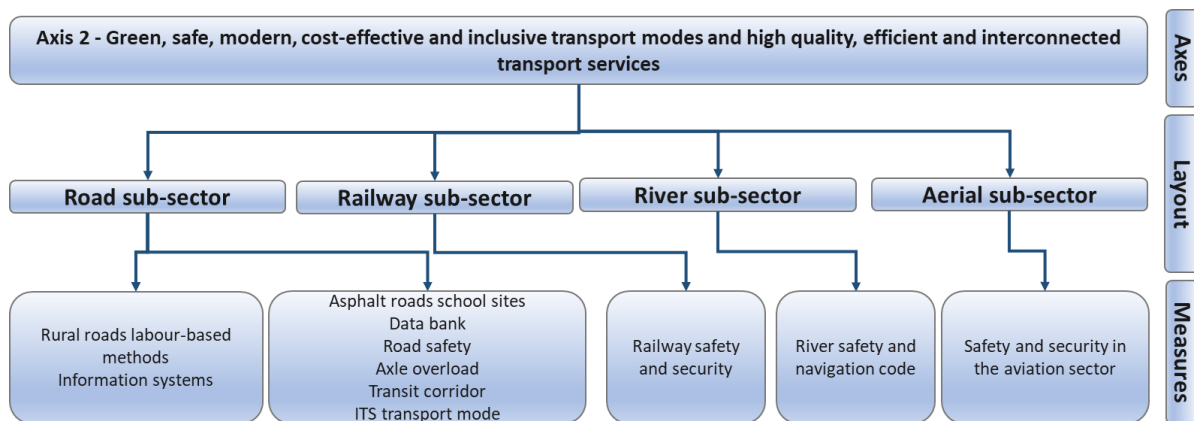 Axis 2 - Green, safe, modern, cost-effective and inclusive transport modes and high quality, efficient and interconnected
transport services
Axes
Road sub-sector
Railway sub-sector
River sub-sector
Aerial sub-sector
Layout
Rural roads labour-based
methods
Information systems
Asphalt roads school sites
Data bank
Road safety
Axle overload
Transit corridor
ITS transport mode
Railway safety
and security
River safety and
navigation code
Safety and security in
the aviation sector
Measures